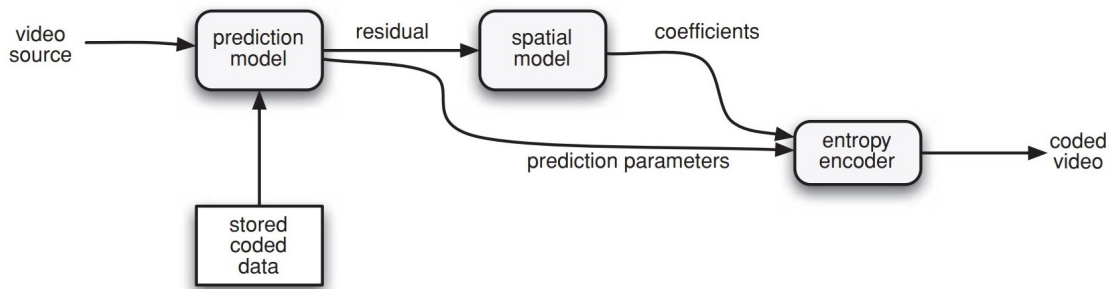 video
source
prediction
model
residual
spatial
model
coefficients
prediction parameters
entropy
encoder
coded
video
stored
coded
data